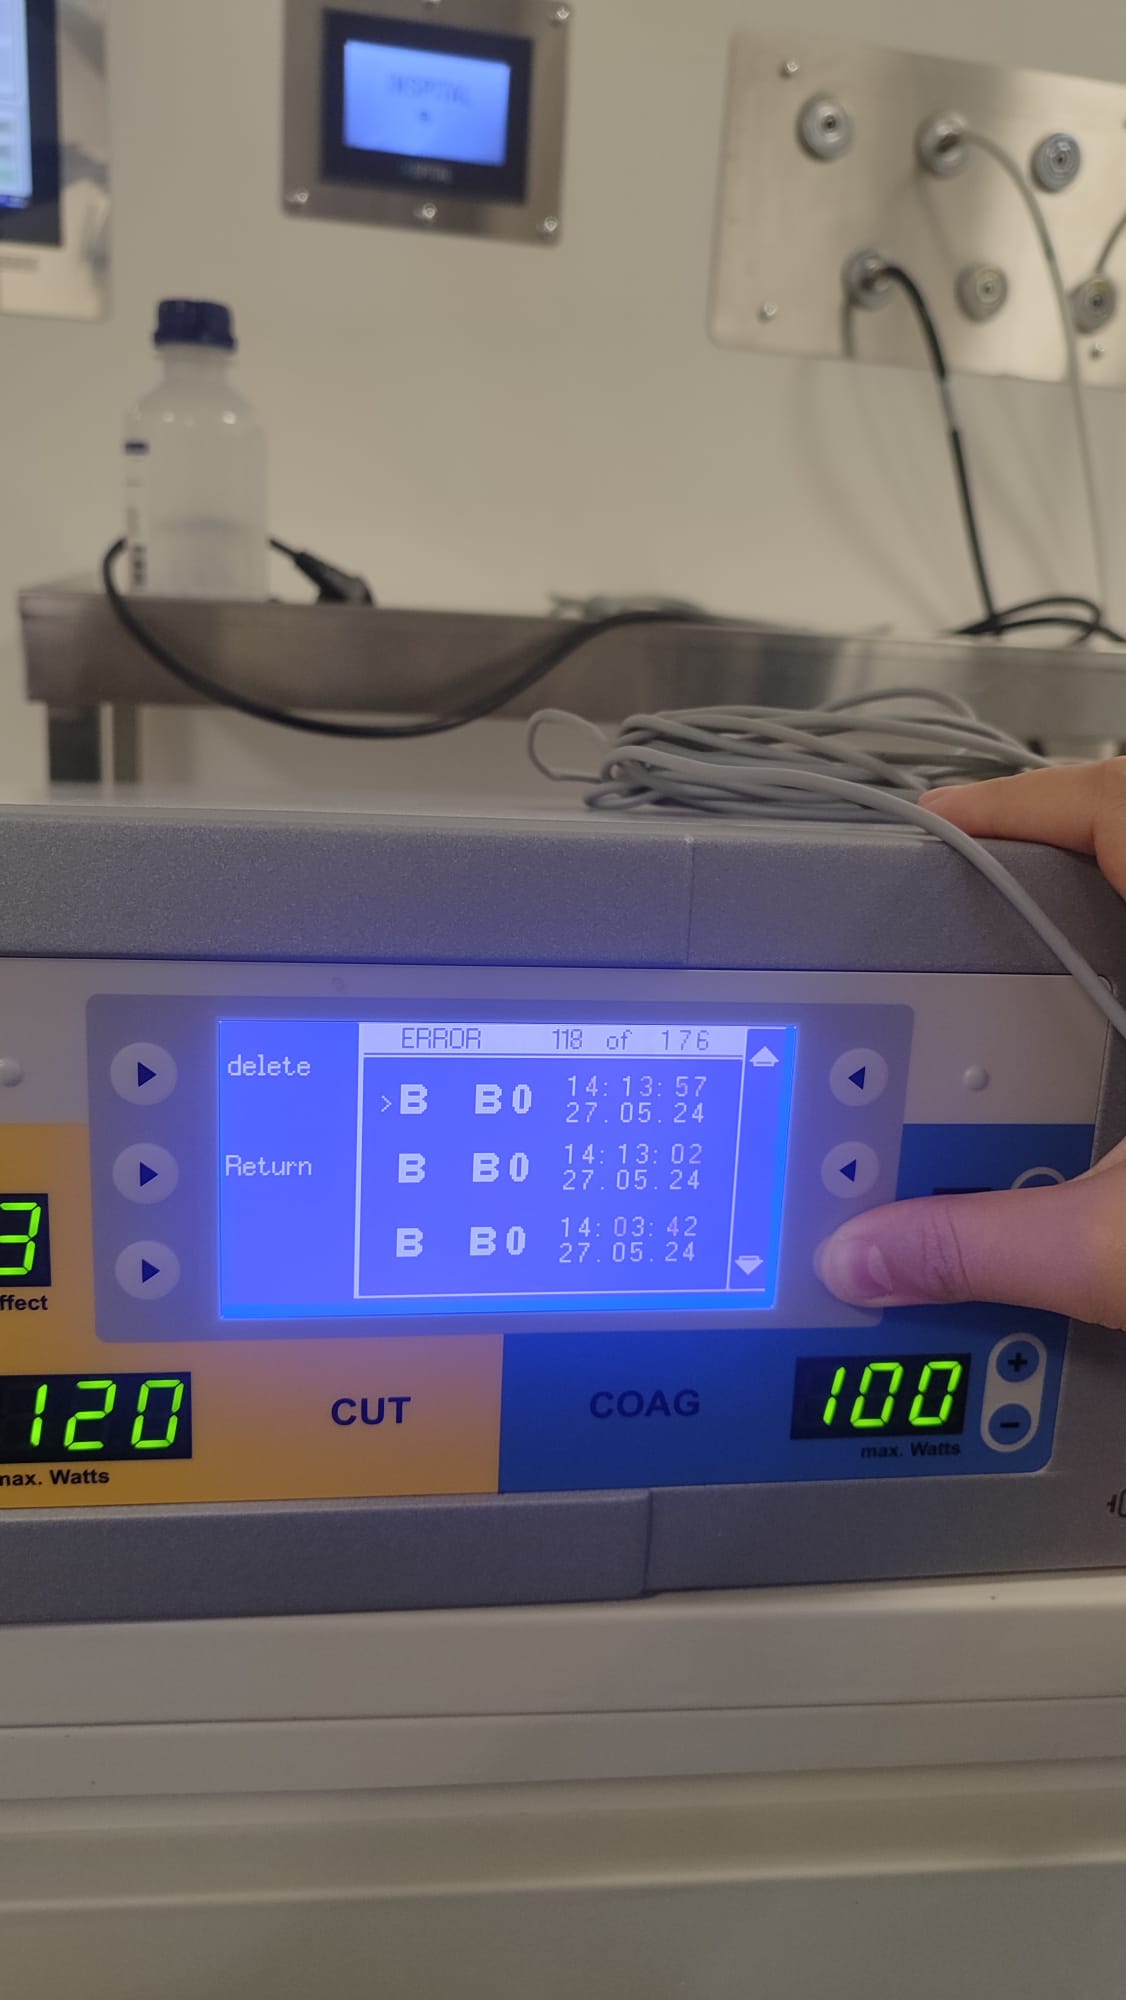 ERROR 118 of 176
delete
>B B0 14:13:57
27.05.24
Return
B B0 14:13:02
27.05.24
B B0 14:03:42
27.05.24
3
ffect
120
max. Watts
CUT
COAG
100
max. Watts
+
-